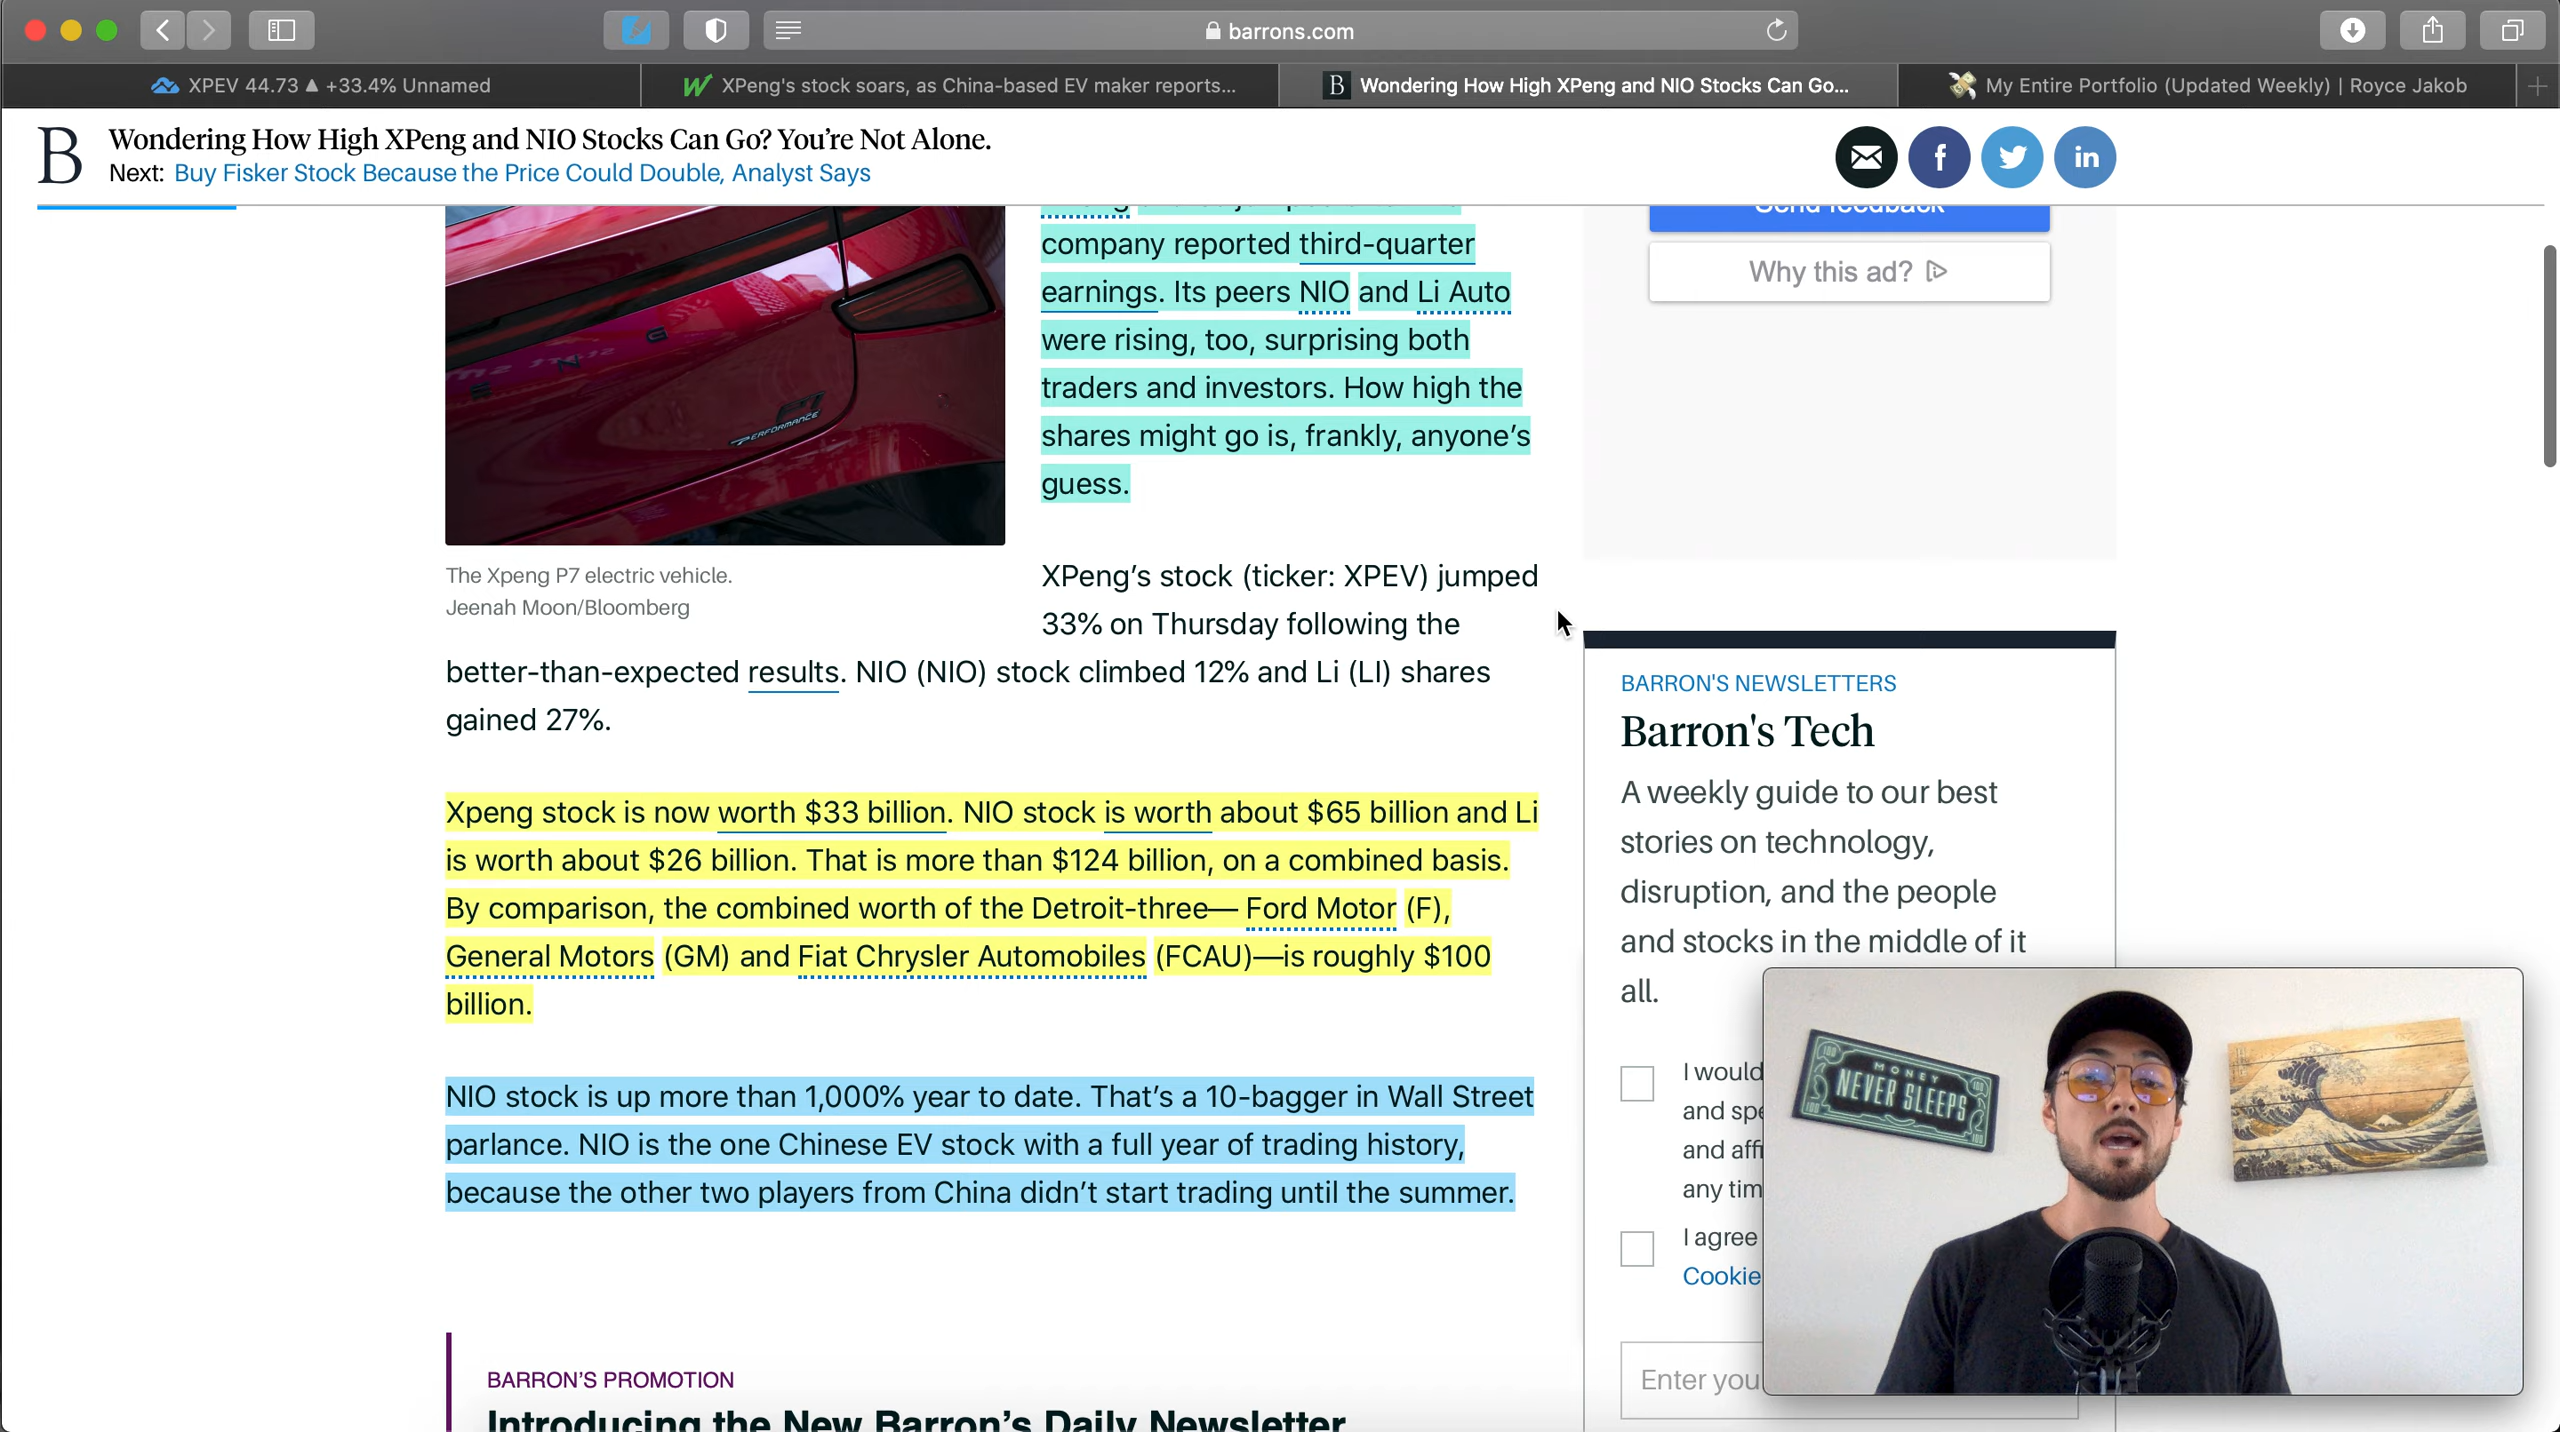 barrons.com
XPEV 44.73 ▲ +33.4% Unnamed
XPeng's stock soars, as China-based EV maker reports...
B Wondering How High XPeng and NIO Stocks Can Go...
My Entire Portfolio (Updated Weekly) | Royce Jakob
B
Wondering How High XPeng and NIO Stocks Can Go? You're Not Alone.
Next: Buy Fisker Stock Because the Price Could Double, Analyst Says
company reported third-quarter
earnings. Its peers NIO and Li Auto
were rising, too, surprising both
traders and investors. How high the
shares might go is, frankly, anyone's
guess.
PERFORMANCE
The Xpeng P7 electric vehicle.
Jeenah Moon/Bloomberg
XPeng's stock (ticker: XPEV) jumped
33% on Thursday following the
better-than-expected results. NIO (NIO) stock climbed 12% and Li (LI) shares
gained 27%.
Xpeng stock is now worth $33 billion. NIO stock is worth about $65 billion and Li
is worth about $26 billion. That is more than $124 billion, on a combined basis.
By comparison, the combined worth of the Detroit-three— Ford Motor (F),
General Motors (GM) and Fiat Chrysler Automobiles (FCAU)—is roughly $100
billion.
NIO stock is up more than 1,000% year to date. That's a 10-bagger in Wall Street
parlance. NIO is the one Chinese EV stock with a full year of trading history,
because the other two players from China didn't start trading until the summer.
BARRON'S PROMOTION
Introducing the New Barron's Daily Newsletter
Send feedback
Why this ad?
BARRON'S NEWSLETTERS
Barron's Tech
A weekly guide to our best
stories on technology,
disruption, and the people
and stocks in the middle of it
all.
I would
and spe
and affi
any tim
I agree
Cookie
Enter you
MONEY
NEVER SLEEPS
100
100
100
100